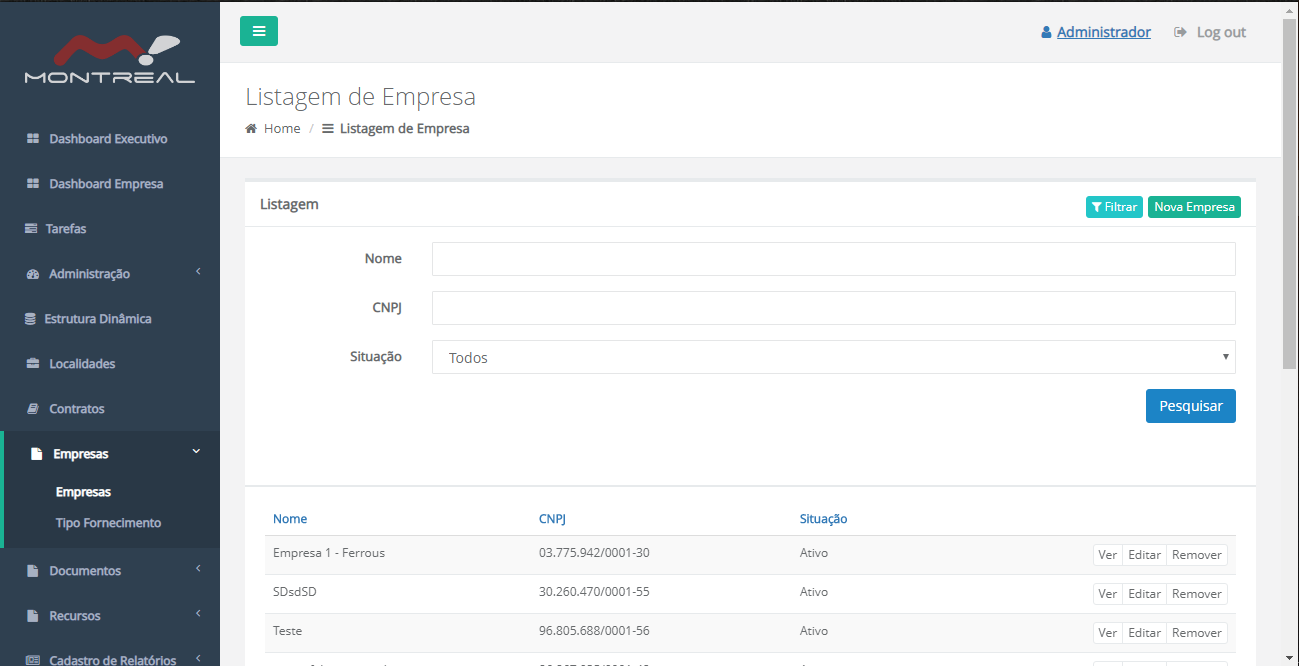 MONTREAL
Dashboard Executivo
Dashboard Empresa
Tarefas
Administração
Estrutura Dinâmica
Localidades
Contratos
Empresas
Empresas
Tipo Fornecimento
Documentos
Recursos
Cadastro de Relatórios
Administrador Log out
Listagem de Empresa
Home / Listagem de Empresa
Listagem Filtrar Nova Empresa
Nome
CNPJ
Situação Todos
Pesquisar
Nome CNPJ Situação
Empresa 1 - Ferrous 03.775.942/0001-30 Ativo Ver Editar Remover
SDsdSD 30.260.470/0001-55 Ativo Ver Editar Remover
Teste 96.805.688/0001-56 Ativo Ver Editar Remover